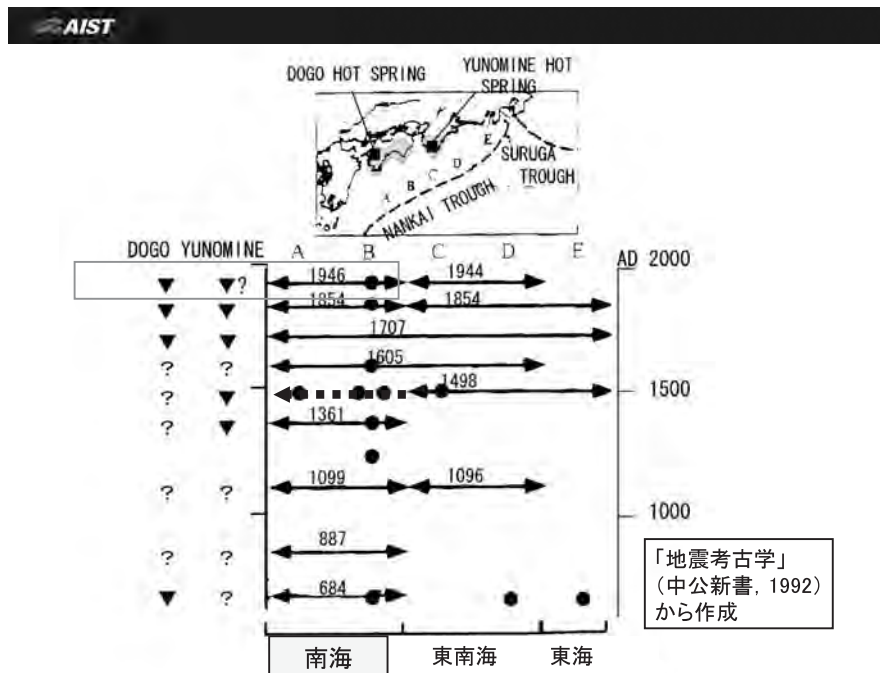 AIST
DOGO HOT SPRING
YUNOMINE HOT
SPRING
E
D
C
B
A
SURUGA
TROUGH
NANKAI TROUGH
DOGO YUNOMINE A B C D E AD 2000
▼ ▼? 1946 1944
▼ ▼ 1854 1854
▼ ▼ 1707
? ? 1605
? ▼ 1498 1500
? ▼ 1361
? ? 1099 1096
1000
? ? 887
▼ ? 684
「地震考古学」
(中公新書, 1992)
から作成
南海 東南海 東海